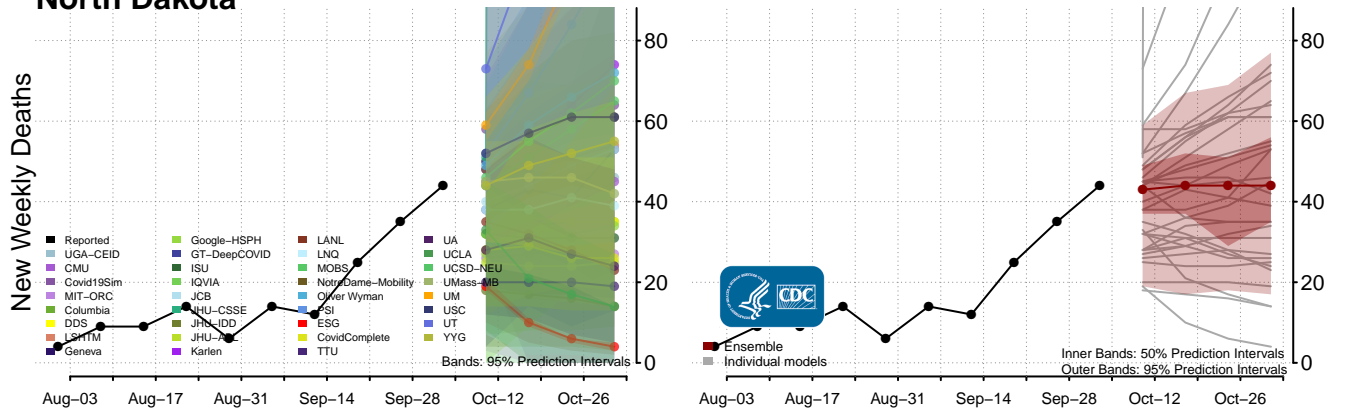 North Dakota
New Weekly Deaths
Reported
UGA−CEID
CMU
Covid19Sim
MIT−ORC
Columbia
DDS
LSHTM
Geneva
Google−HSPH
GT−DeepCOVID
ISU
IQVIA
JCB
JHU−CSSE
JHU−IDD
JHU−APL
Karlen
LANL
LNQ
MOBS
NotreDame−Mobility
Oliver Wyman
PSI
ESG
CovidComplete
TTU
UA
UCLA
UCSD−NEU
UMass−MB
UM
USC
UT
YYG
Bands: 95% Prediction Intervals
80
60
40
20
0
Aug−03 Aug−17 Aug−31 Sep−14 Sep−28 Oct−12 Oct−26
CDC
Ensemble
Individual models
Inner Bands: 50% Prediction Intervals
Outer Bands: 95% Prediction Intervals
80
60
40
20
0
Aug−03 Aug−17 Aug−31 Sep−14 Sep−28 Oct−12 Oct−26